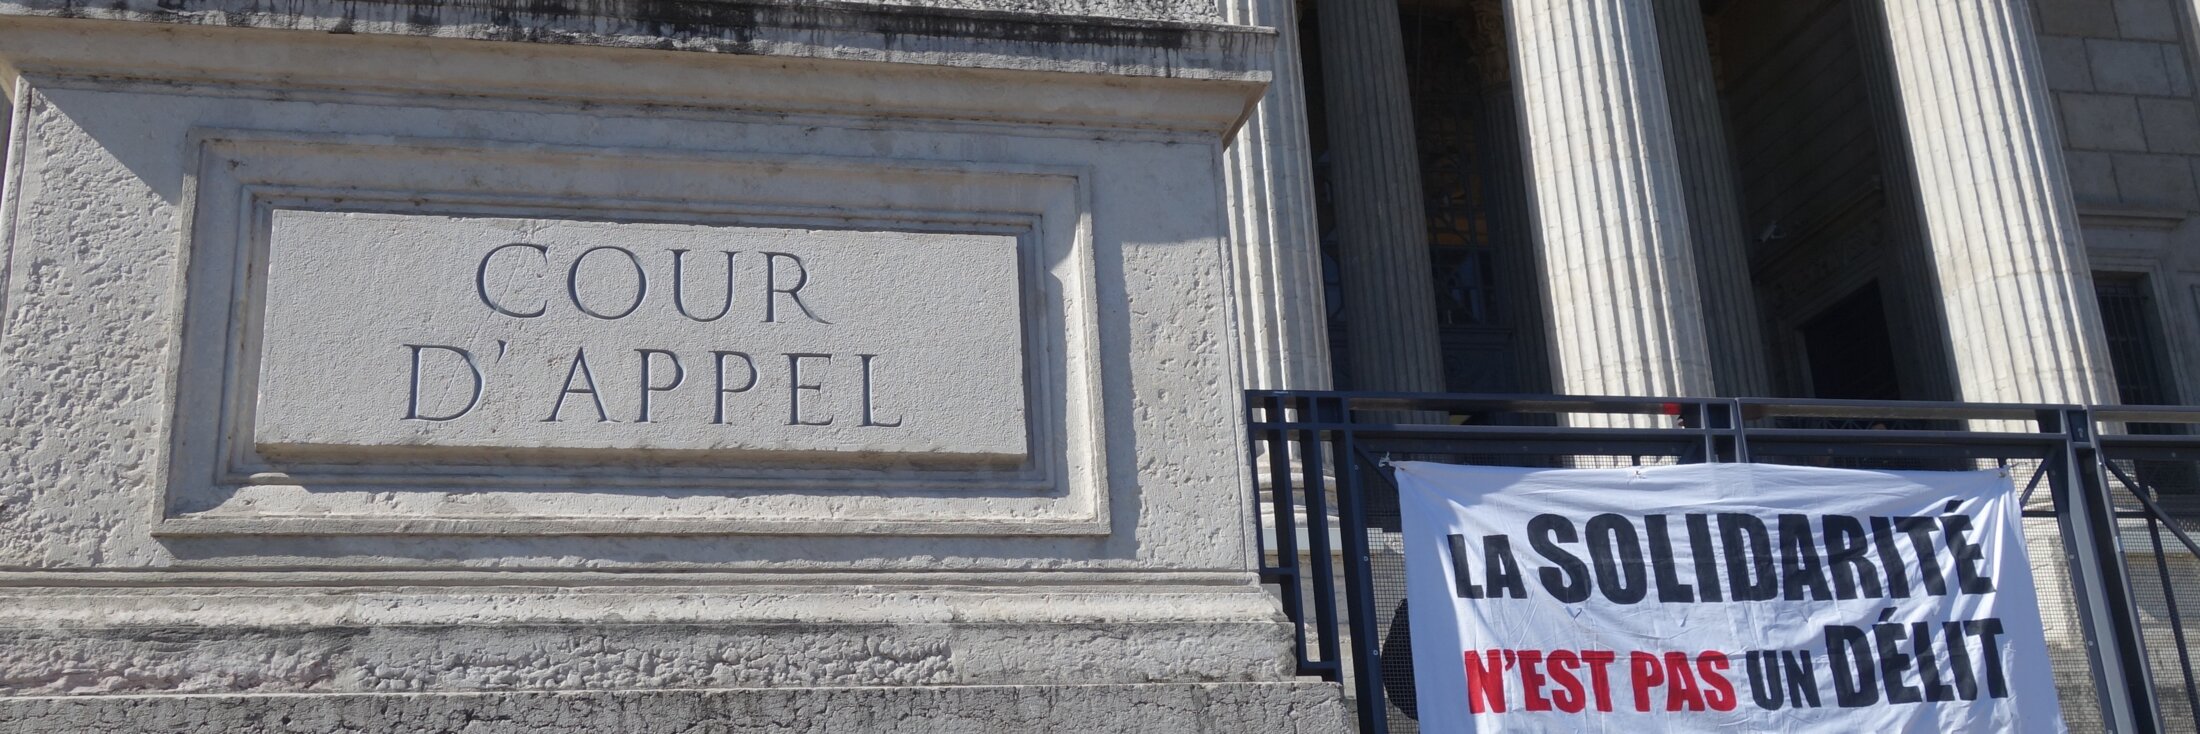 COUR
D'APPEL
LA SOLIDARITÉ
N'EST PAS UN DÉLIT